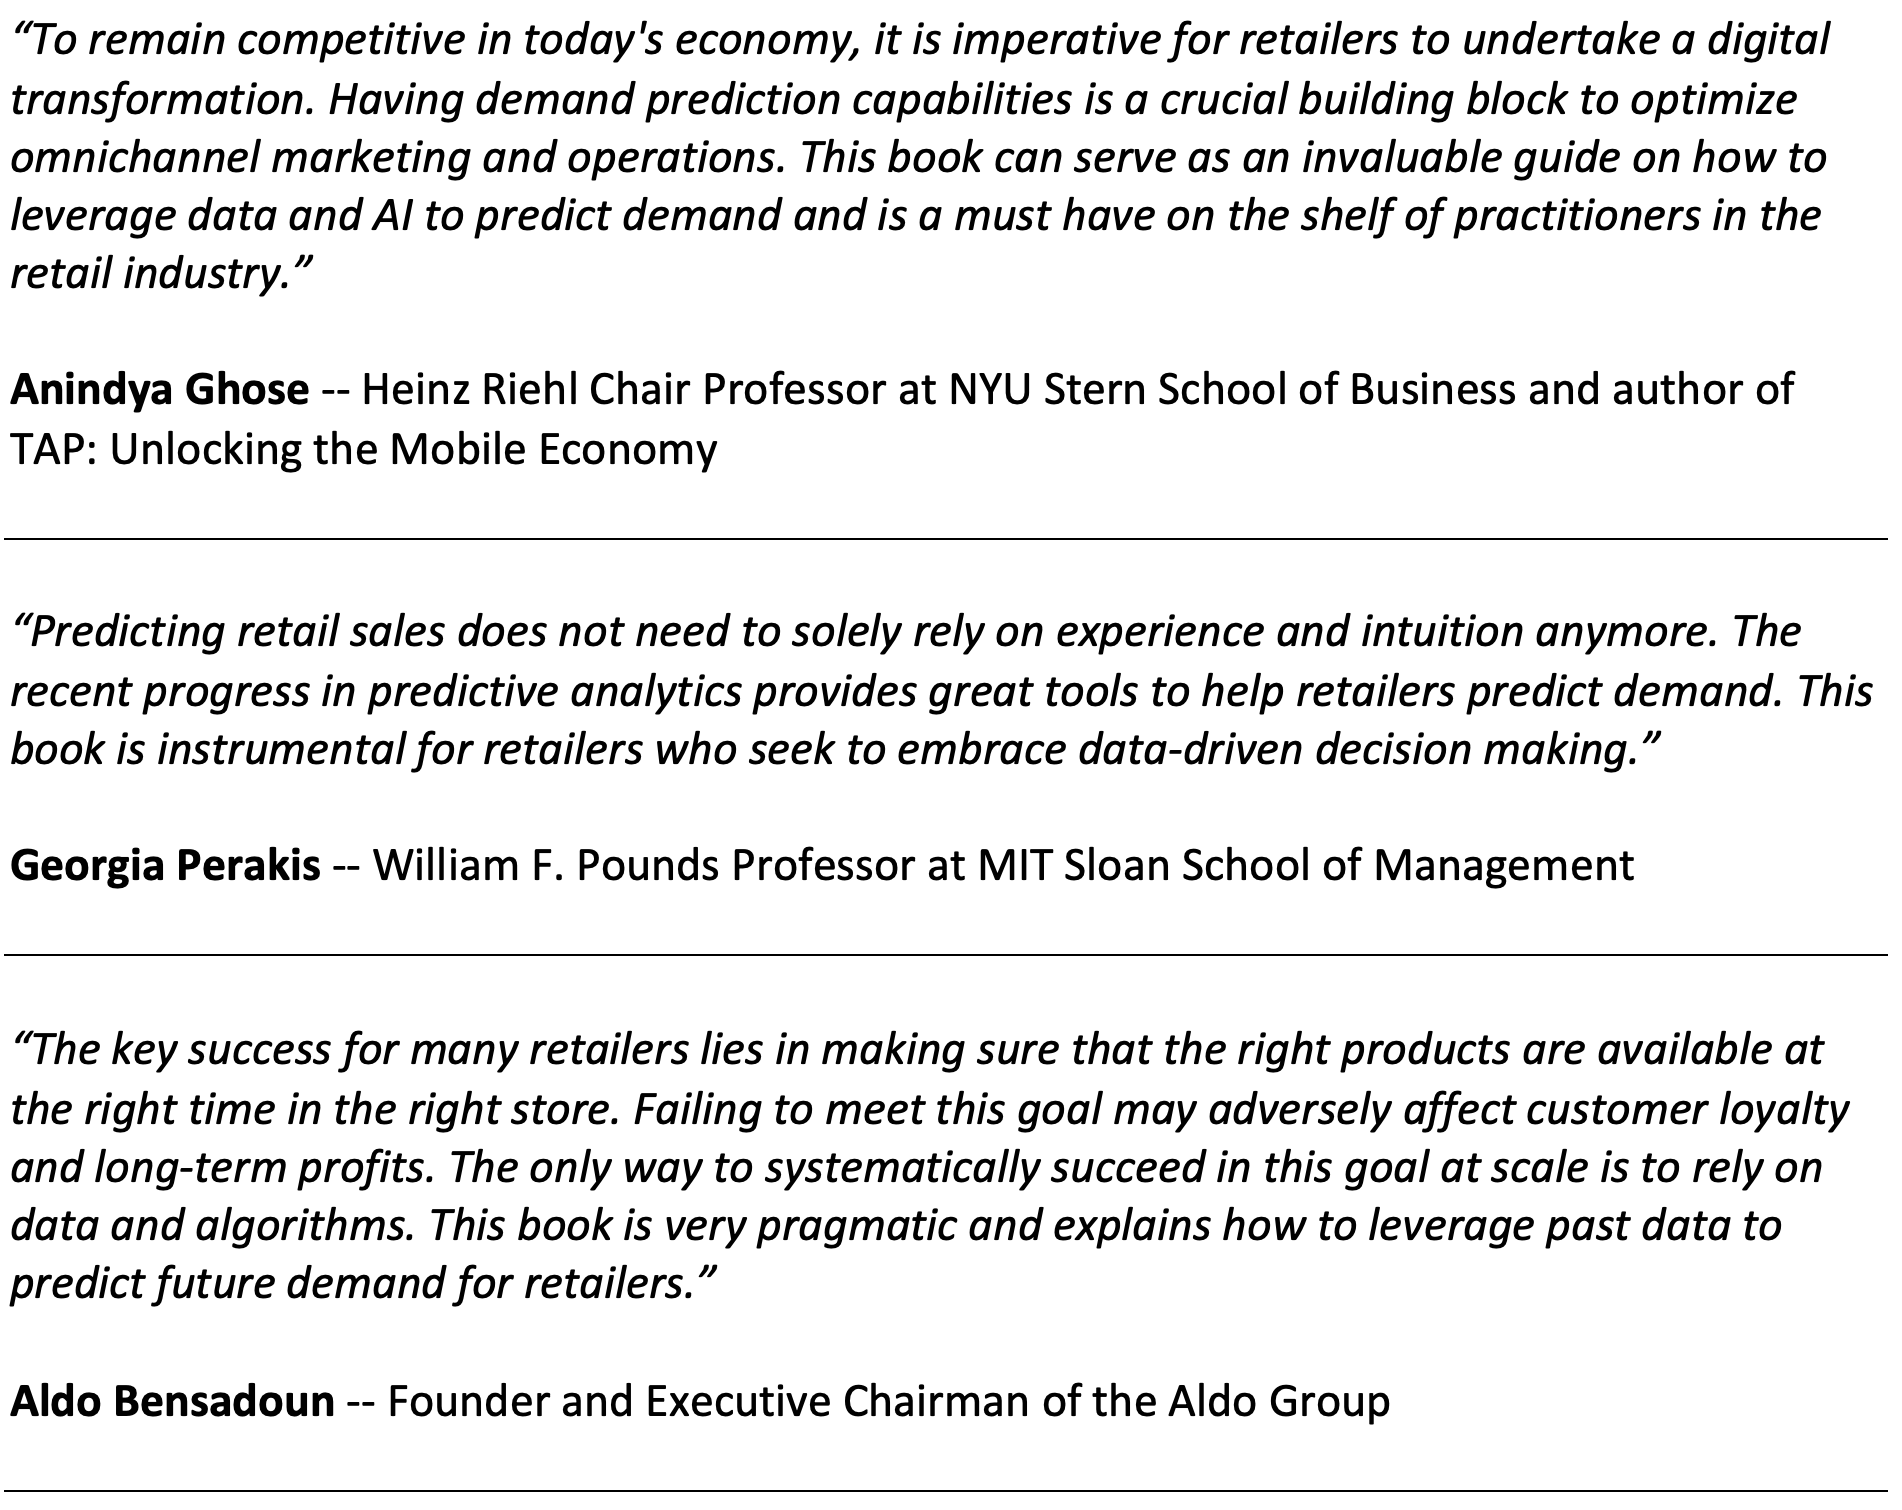 “To remain competitive in today's economy, it is imperative for retailers to undertake a digital
transformation. Having demand prediction capabilities is a crucial building block to optimize
omnichannel marketing and operations. This book can serve as an invaluable guide on how to
leverage data and AI to predict demand and is a must have on the shelf of practitioners in the
retail industry.”
Anindya Ghose -- Heinz Riehl Chair Professor at NYU Stern School of Business and author of
TAP: Unlocking the Mobile Economy
“Predicting retail sales does not need to solely rely on experience and intuition anymore. The
recent progress in predictive analytics provides great tools to help retailers predict demand. This
book is instrumental for retailers who seek to embrace data-driven decision making.”
Georgia Perakis -- William F. Pounds Professor at MIT Sloan School of Management
“The key success for many retailers lies in making sure that the right products are available at
the right time in the right store. Failing to meet this goal may adversely affect customer loyalty
and long-term profits. The only way to systematically succeed in this goal at scale is to rely on
data and algorithms. This book is very pragmatic and explains how to leverage past data to
predict future demand for retailers.”
Aldo Bensadoun -- Founder and Executive Chairman of the Aldo Group